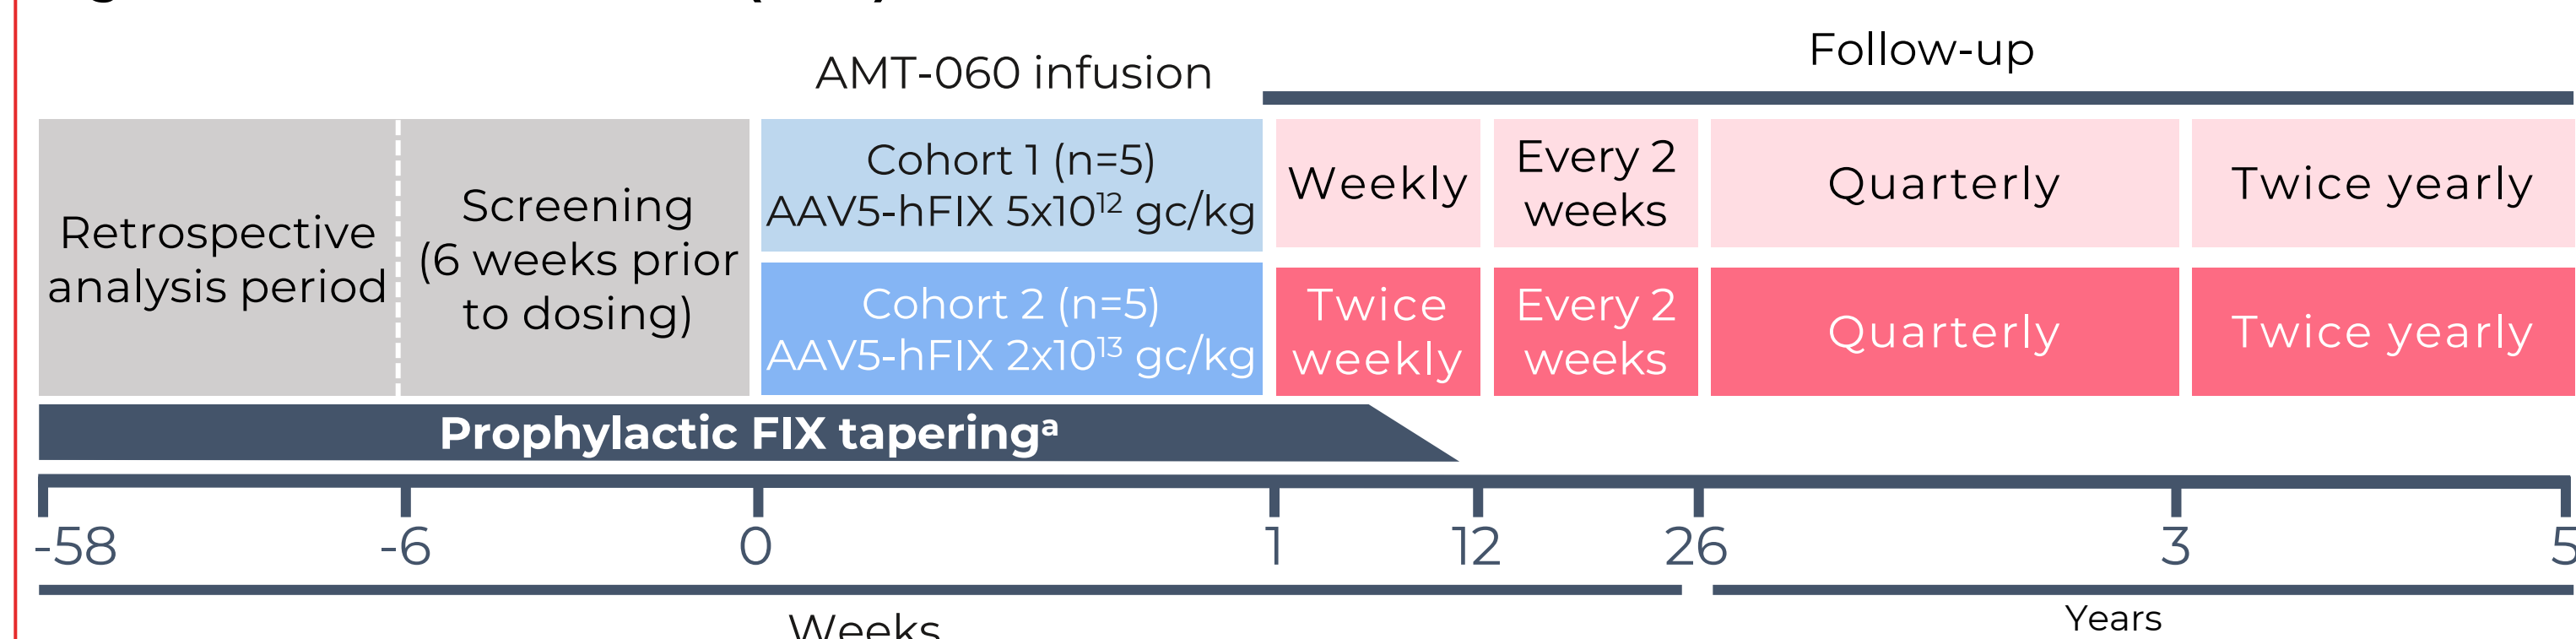 AMT-060 infusion
Follow-up
Retrospective
analysis period
Screening
(6 weeks prior
to dosing)
Cohort 1 (n=5)
AAV5-hFIX 5x10¹² gc/kg
Cohort 2 (n=5)
AAV5-hFIX 2x10¹³ gc/kg
Weekly
Every 2
weeks
Quarterly
Twice yearly
Twice
weekly
Every 2
weeks
Quarterly
Twice yearly
Prophylactic FIX taperingᵃ
-58 -6 0 1 12 26 3 5
Weeks
Years